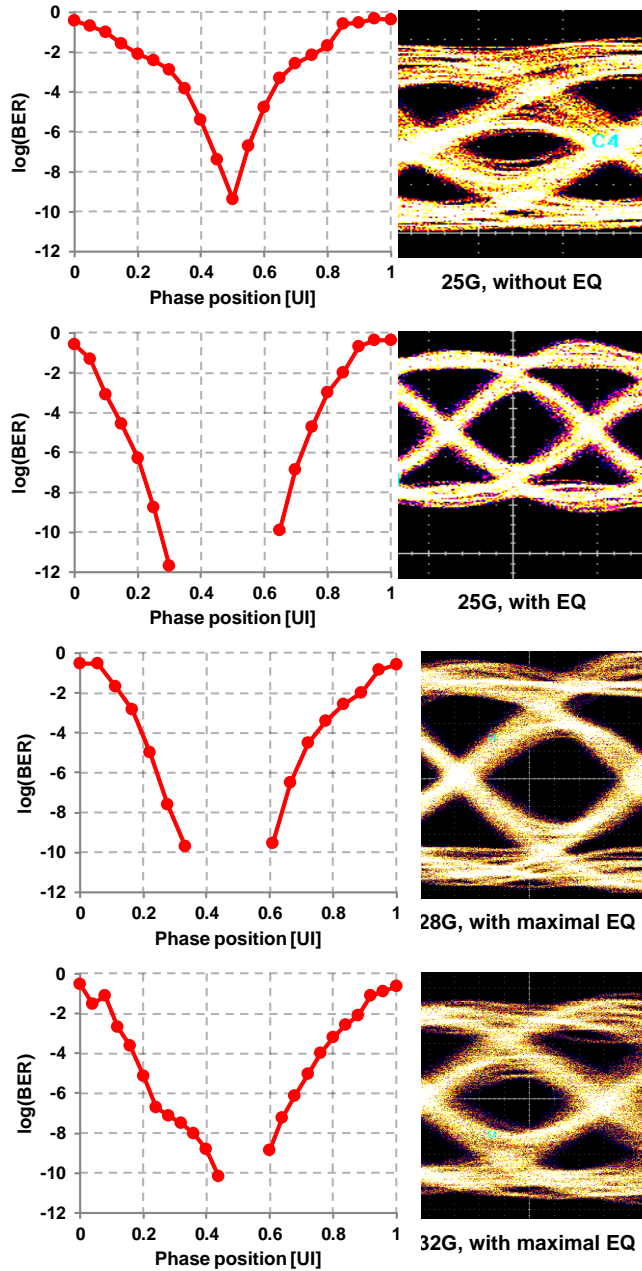 0
-2
-4
-6
-8
-10
-12
log(BER)
0 0.2 0.4 0.6 0.8 1
Phase position [UI]
C4
25G, without EQ
0
-2
-4
-6
-8
-10
-12
log(BER)
0 0.2 0.4 0.6 0.8 1
Phase position [UI]
25G, with EQ
0
-2
-4
-6
-8
-10
-12
log(BER)
0 0.2 0.4 0.6 0.8 1
Phase position [UI]
28G, with maximal EQ
0
-2
-4
-6
-8
-10
-12
log(BER)
0 0.2 0.4 0.6 0.8 1
Phase position [UI]
32G, with maximal EQ